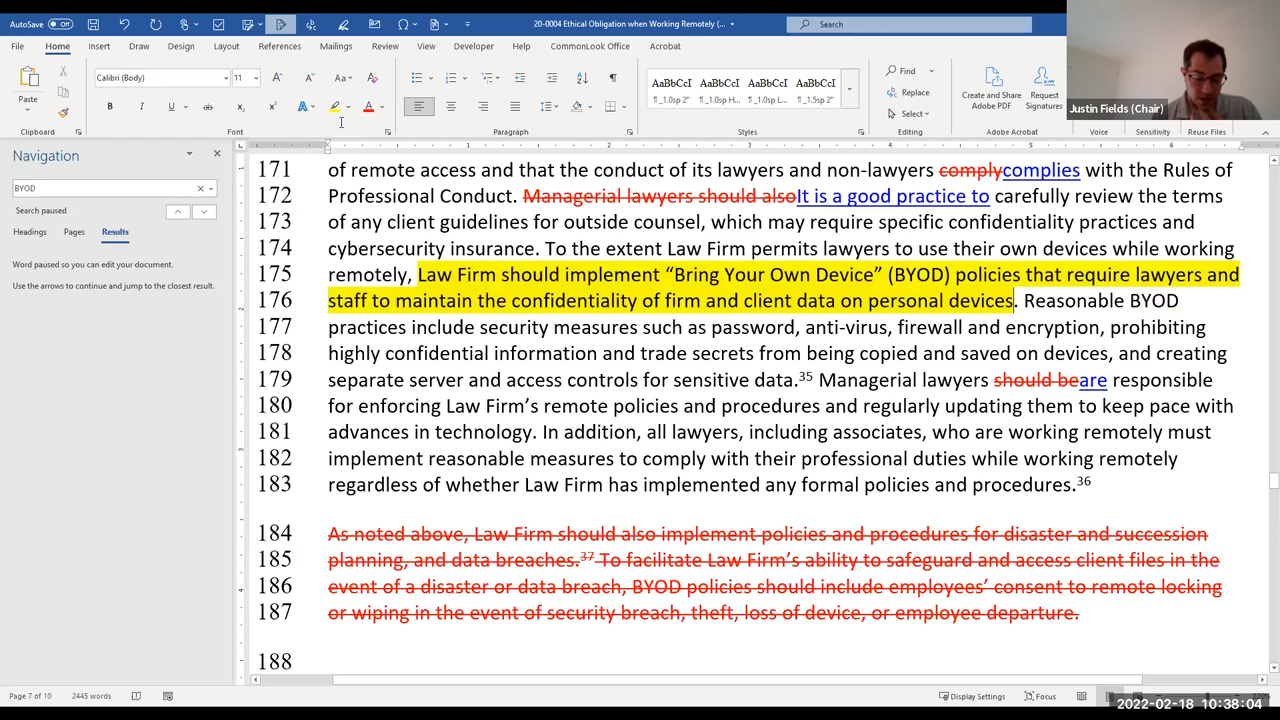 AutoSave Off 20-0004 Ethical Obligation when Working Remotely (... Search
File Home Insert Draw Design Layout References Mailings Review View Developer Help CommonLook Office Acrobat
Calibri (Body) 11
Paste
Clipboard Font Paragraph Styles Editing Acrobat Voice Sensitivity Reuse Files
AaBbCcI AaBbCcI AaBbCcI AaBbCcI
¶ _1.0sp 2" ¶ _1.0sp H... ¶ _1.0sp L... ¶ _1.5sp 2"
Find
Replace
Select
Create and Share Adobe PDF
Request Signatures
Justin Fields (Chair)
Navigation
BYOD
Search paused
Headings Pages Results
Word paused so you can edit your document.
Use the arrows to continue and jump to the closest result.
171 of remote access and that the conduct of its lawyers and non-lawyers complycomplies with the Rules of
172 Professional Conduct. Managerial lawyers should alsoIt is a good practice to carefully review the terms
173 of any client guidelines for outside counsel, which may require specific confidentiality practices and
174 cybersecurity insurance. To the extent Law Firm permits lawyers to use their own devices while working
175 remotely, Law Firm should implement “Bring Your Own Device” (BYOD) policies that require lawyers and
176 staff to maintain the confidentiality of firm and client data on personal devices. Reasonable BYOD
177 practices include security measures such as password, anti-virus, firewall and encryption, prohibiting
178 highly confidential information and trade secrets from being copied and saved on devices, and creating
179 separate server and access controls for sensitive data.35 Managerial lawyers should beare responsible
180 for enforcing Law Firm’s remote policies and procedures and regularly updating them to keep pace with
181 advances in technology. In addition, all lawyers, including associates, who are working remotely must
182 implement reasonable measures to comply with their professional duties while working remotely
183 regardless of whether Law Firm has implemented any formal policies and procedures.36
184 As noted above, Law Firm should also implement policies and procedures for disaster and succession
185 planning, and data breaches.37 To facilitate Law Firm’s ability to safeguard and access client files in the
186 event of a disaster or data breach, BYOD policies should include employees’ consent to remote locking
187 or wiping in the event of security breach, theft, loss of device, or employee departure.
188
Page 7 of 10 2445 words Display Settings Focus
2022-02-18 10:38:04